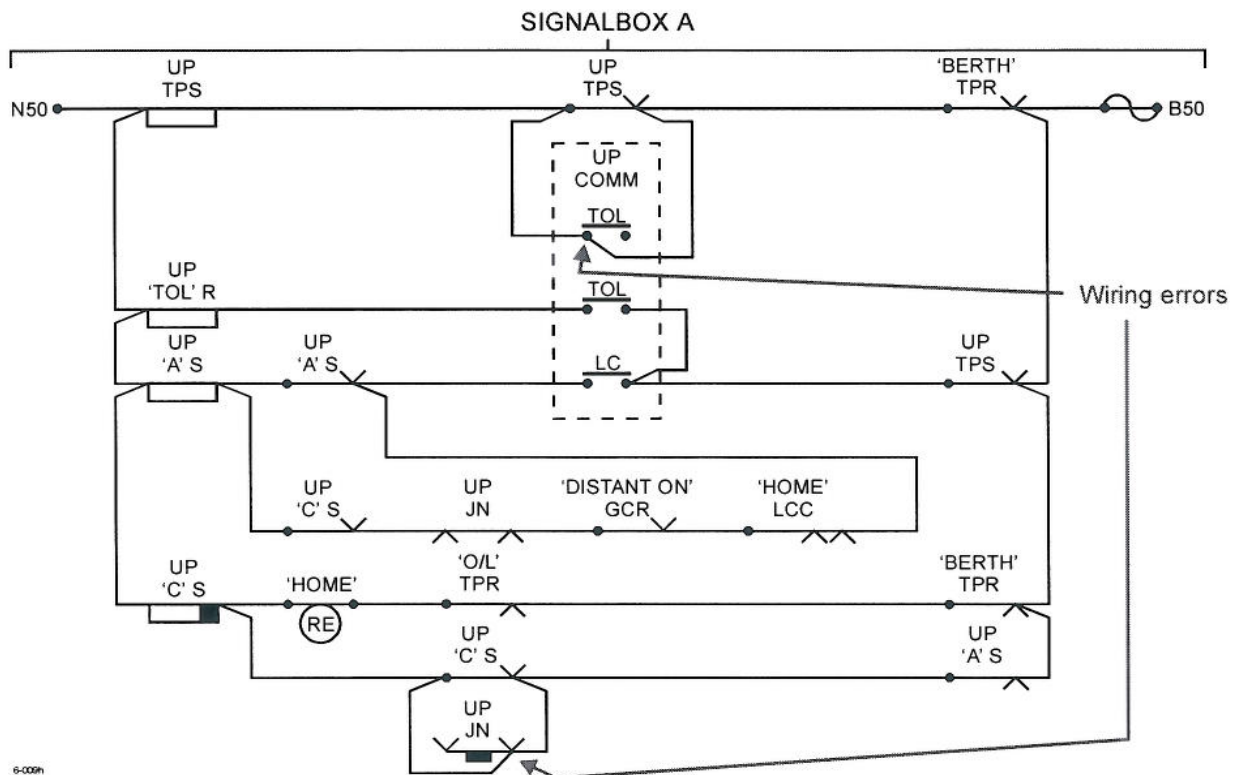 SIGNALBOX A
UP
TPS
UP
TPS
'BERTH'
TPR
N50
B50
UP
COMM
TOL
UP
'TOL' R
TOL
Wiring errors
UP
'A' S
UP
'A' S
LC
UP
TPS
UP
'C' S
UP
JN
'DISTANT ON'
GCR
'HOME'
LCC
UP
'C' S
'HOME'
RE
'O/L'
TPR
'BERTH'
TPR
UP
'C' S
UP
'A' S
UP
JN
6-009h